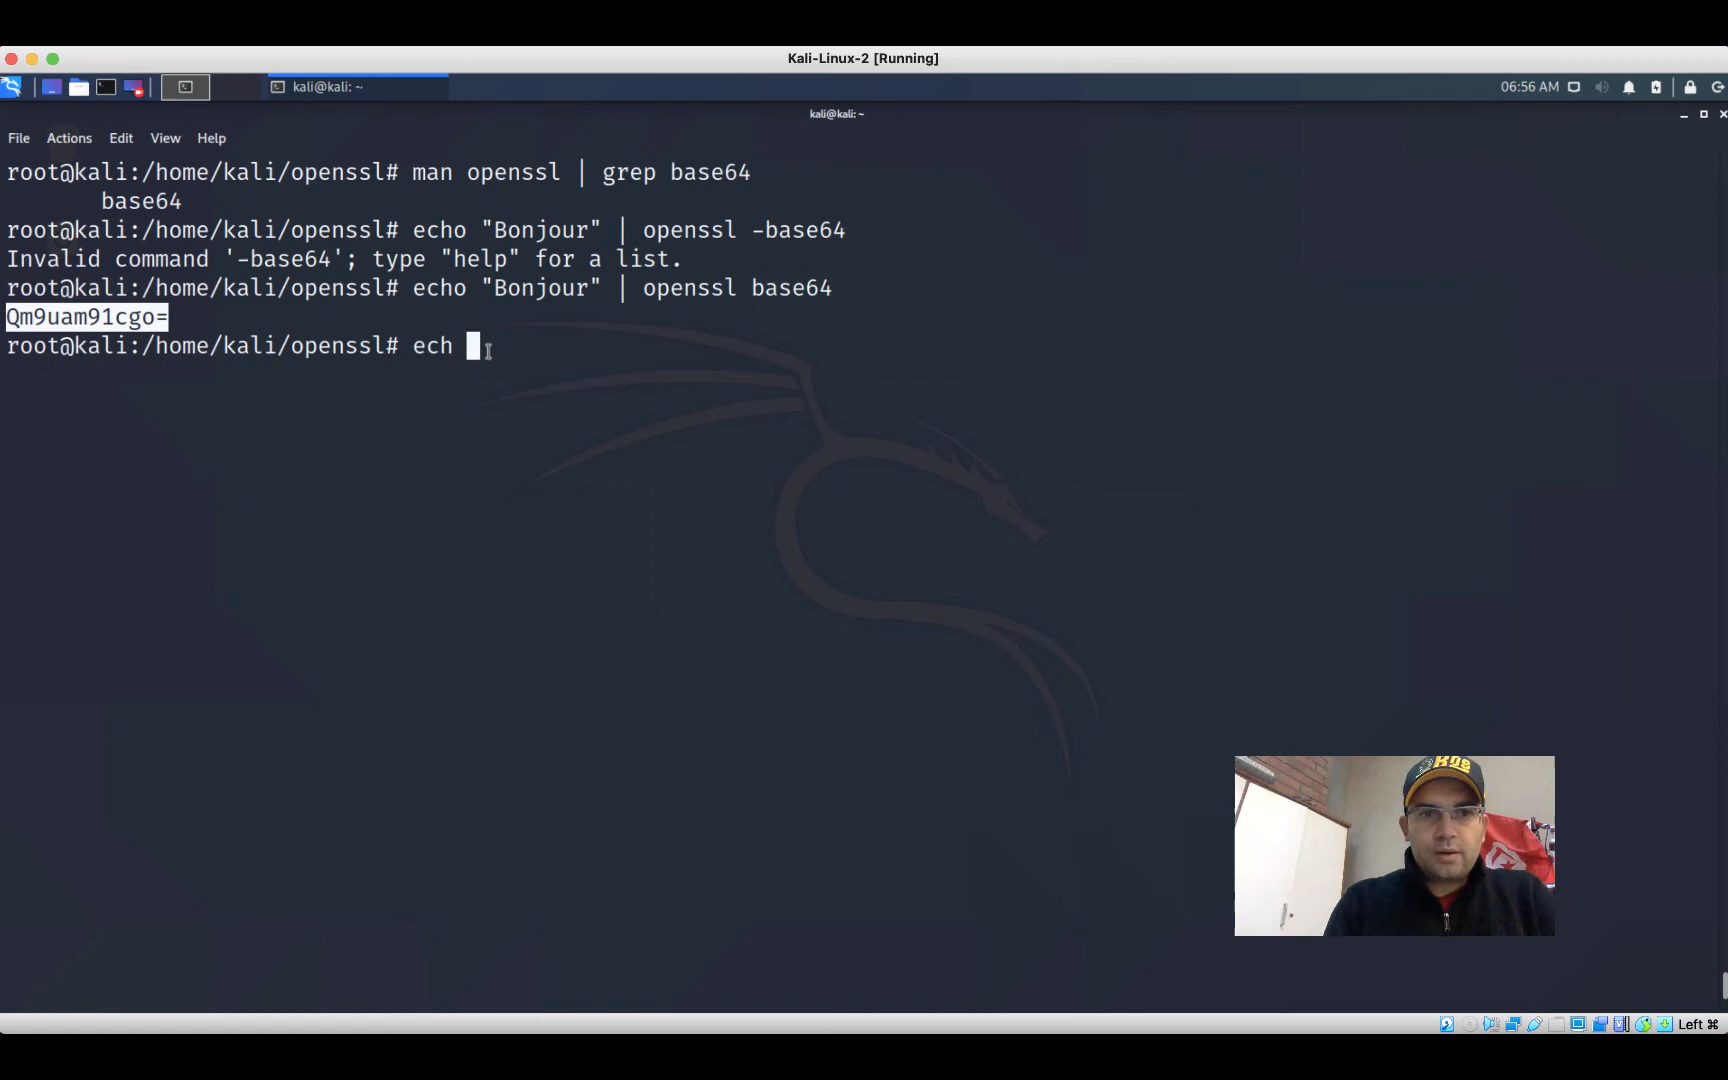 Kali-Linux-2 [Running]
kali@kali: ~
06:56 AM
kali@kali: ~
File Actions Edit View Help
root@kali:/home/kali/openssl# man openssl | grep base64
base64
root@kali:/home/kali/openssl# echo "Bonjour" | openssl -base64
Invalid command '-base64'; type "help" for a list.
root@kali:/home/kali/openssl# echo "Bonjour" | openssl base64
Qm9uam91cgo=
root@kali:/home/kali/openssl# ech
Left ⌘